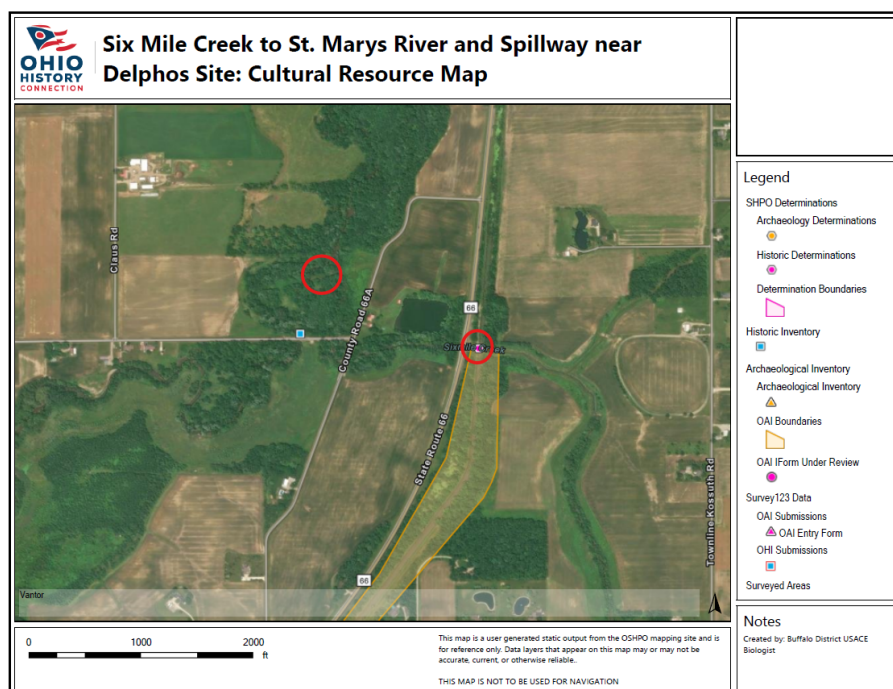 OHIO
HISTORY
CONNECTION
Six Mile Creek to St. Marys River and Spillway near
Delphos Site: Cultural Resource Map
Claus Rd
County Road 66A
66
State Route 66
66
Townline Kossuth Rd
Vantor
Legend
SHPO Determinations
Archaeology Determinations
Historic Determinations
Determination Boundaries
Historic Inventory
Archaeological Inventory
Archaeological Inventory
OAI Boundaries
OAI IForm Under Review
Survey123 Data
OAI Submissions
OAI Entry Form
OHI Submissions
Surveyed Areas
0 1000 2000
ft
This map is a user generated static output from the OSHPO mapping site and is
for reference only. Data layers that appear on this map may or may not be
accurate, current, or otherwise reliable..
THIS MAP IS NOT TO BE USED FOR NAVIGATION
Notes
Created by: Buffalo District USACE
Biologist